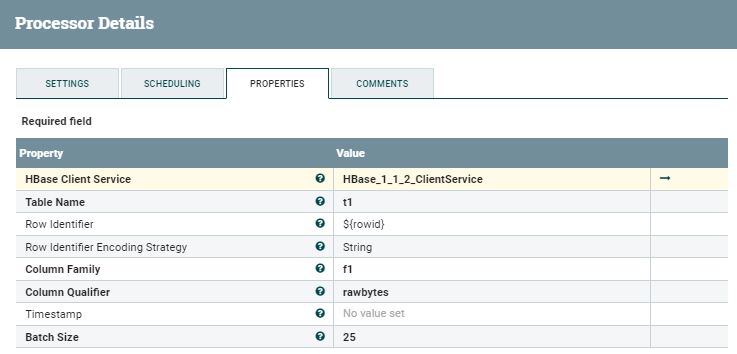 Processor Details
SETTINGS SCHEDULING PROPERTIES COMMENTS
Required field
Property Value
HBase Client Service ? HBase_1_1_2_ClientService
Table Name ? t1
Row Identifier ? ${rowid}
Row Identifier Encoding Strategy ? String
Column Family ? f1
Column Qualifier ? rawbytes
Timestamp ? No value set
Batch Size ? 25